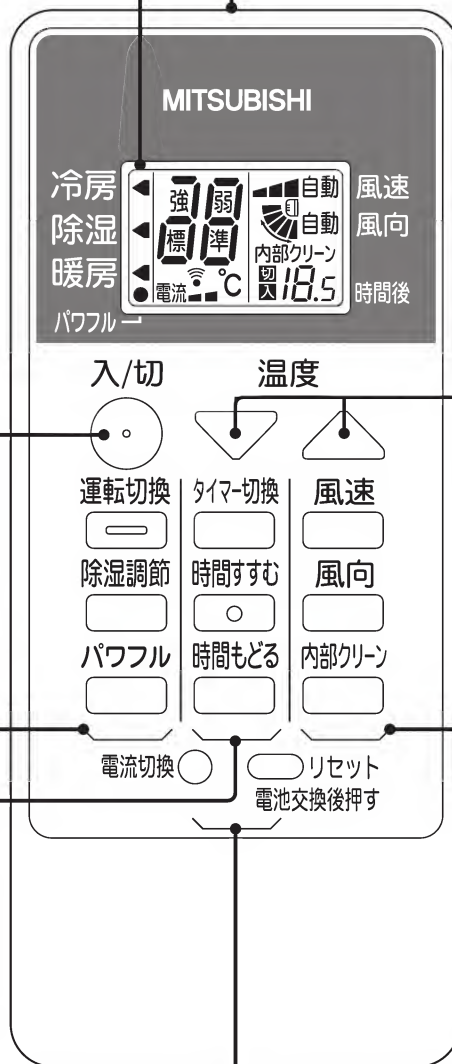 MITSUBISHI
冷房
除湿
暖房
パワフル
強 弱
標 準
88
電流 °C
自動
自動
内部クリーン
切
入 18.5
風速
風向
時間後
入/切 温度
運転切換 タイマー切換 風速
除湿調節 時間すすむ 風向
パワフル 時間もどる 内部クリーン
電流切換 リセット
電池交換後押す